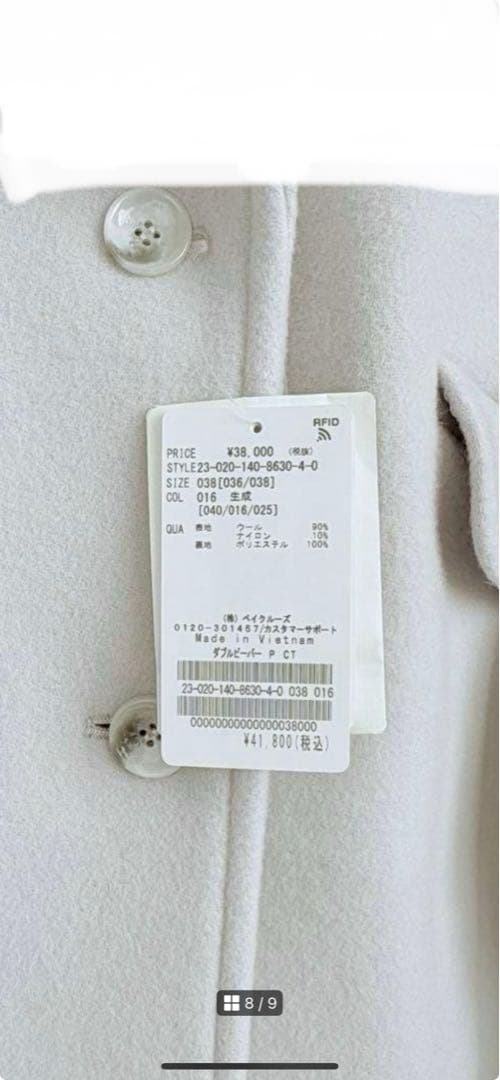 RFID
PRICE ¥38,000 (税抜)
STYLE23-020-140-8630-4-0
SIZE 038[036/038]
COL 016 生成
[040/016/025]
QUA 表地 ウール 90%
ナイロン 10%
裏地 ポリエステル 100%
(株)ベイクルーズ
0120-301457/カスタマーサポート
Made in Vietnam
ダブルビーバー P CT
23-020-140-8630-4-0 038 016
00000000000000038000
¥41,800(税込)
8/9